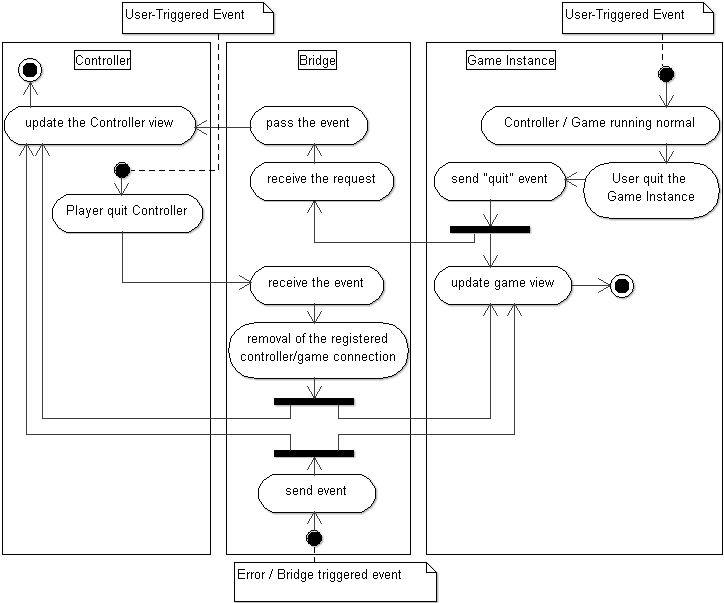 User-Triggered Event
User-Triggered Event
Controller
Bridge
Game Instance
update the Controller view
pass the event
Controller / Game running normal
receive the request
send "quit" event
User quit the
Game Instance
Player quit Controller
receive the event
update game view
removal of the registered
controller/game connection
send event
Error / Bridge triggered event